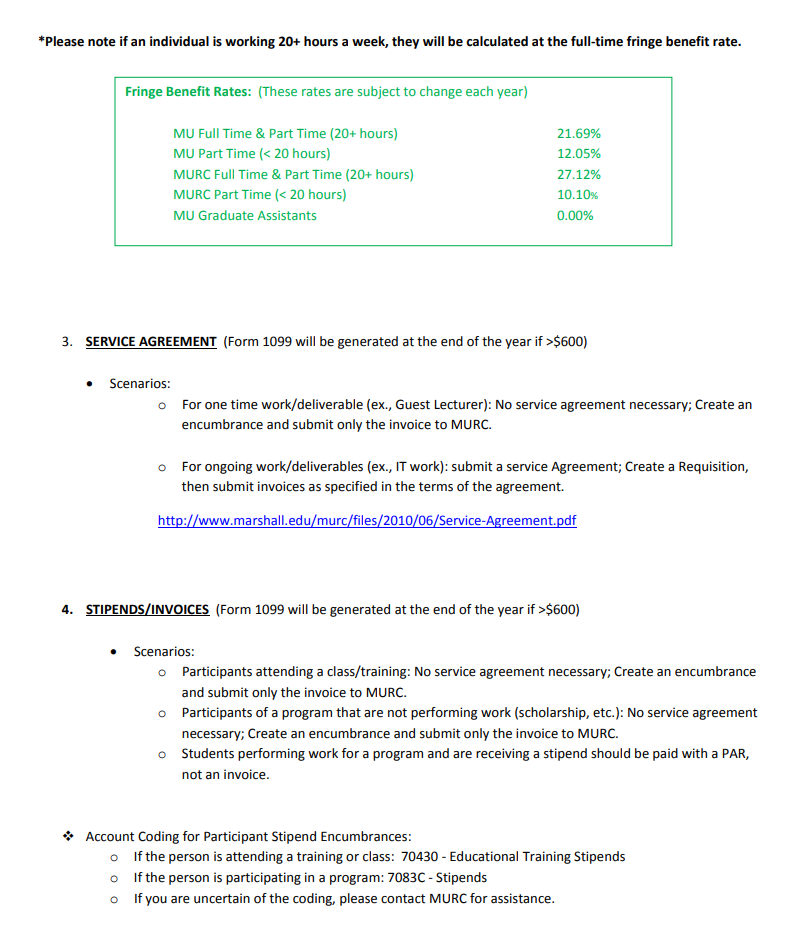 *Please note if an individual is working 20+ hours a week, they will be calculated at the full-time fringe benefit rate.
Fringe Benefit Rates: (These rates are subject to change each year)
MU Full Time & Part Time (20+ hours) 21.69%
MU Part Time (< 20 hours) 12.05%
MURC Full Time & Part Time (20+ hours) 27.12%
MURC Part Time (< 20 hours) 10.10%
MU Graduate Assistants 0.00%
3. SERVICE AGREEMENT (Form 1099 will be generated at the end of the year if >$600)
• Scenarios:
o For one time work/deliverable (ex., Guest Lecturer): No service agreement necessary; Create an
encumbrance and submit only the invoice to MURC.
o For ongoing work/deliverables (ex., IT work): submit a service Agreement; Create a Requisition,
then submit invoices as specified in the terms of the agreement.
http://www.marshall.edu/murc/files/2010/06/Service-Agreement.pdf
4. STIPENDS/INVOICES (Form 1099 will be generated at the end of the year if >$600)
• Scenarios:
o Participants attending a class/training: No service agreement necessary; Create an encumbrance
and submit only the invoice to MURC.
o Participants of a program that are not performing work (scholarship, etc.): No service agreement
necessary; Create an encumbrance and submit only the invoice to MURC.
o Students performing work for a program and are receiving a stipend should be paid with a PAR,
not an invoice.
❖ Account Coding for Participant Stipend Encumbrances:
o If the person is attending a training or class: 70430 - Educational Training Stipends
o If the person is participating in a program: 7083C - Stipends
o If you are uncertain of the coding, please contact MURC for assistance.